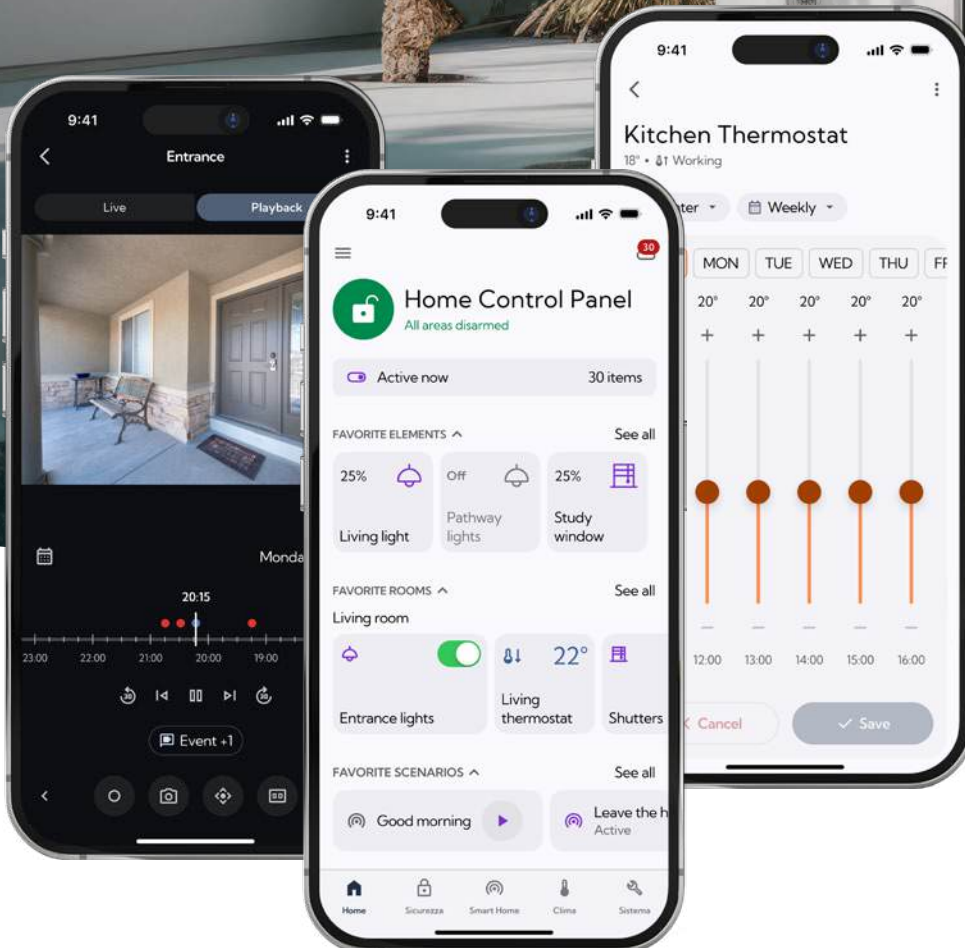 9:41
Entrance
Live
Playback
Monda
20:15
23:00 22:00 21:00 20:00 19:00
30 30
Event +1
9:41
30
Home Control Panel
All areas disarmed
Active now 30 items
FAVORITE ELEMENTS See all
25%
Living light
Off
Pathway
lights
25%
Study
window
FAVORITE ROOMS See all
Living room
Entrance lights
22°
Living
thermostat
Shutters
FAVORITE SCENARIOS See all
Good morning
Leave the h
Active
Home Sicurezza Smart Home Clima Sistema
9:41
Kitchen Thermostat
18° • Working
ter Weekly
MON TUE WED THU FR
20° 20° 20° 20° 20°
12:00 13:00 14:00 15:00 16:00
Cancel
Save